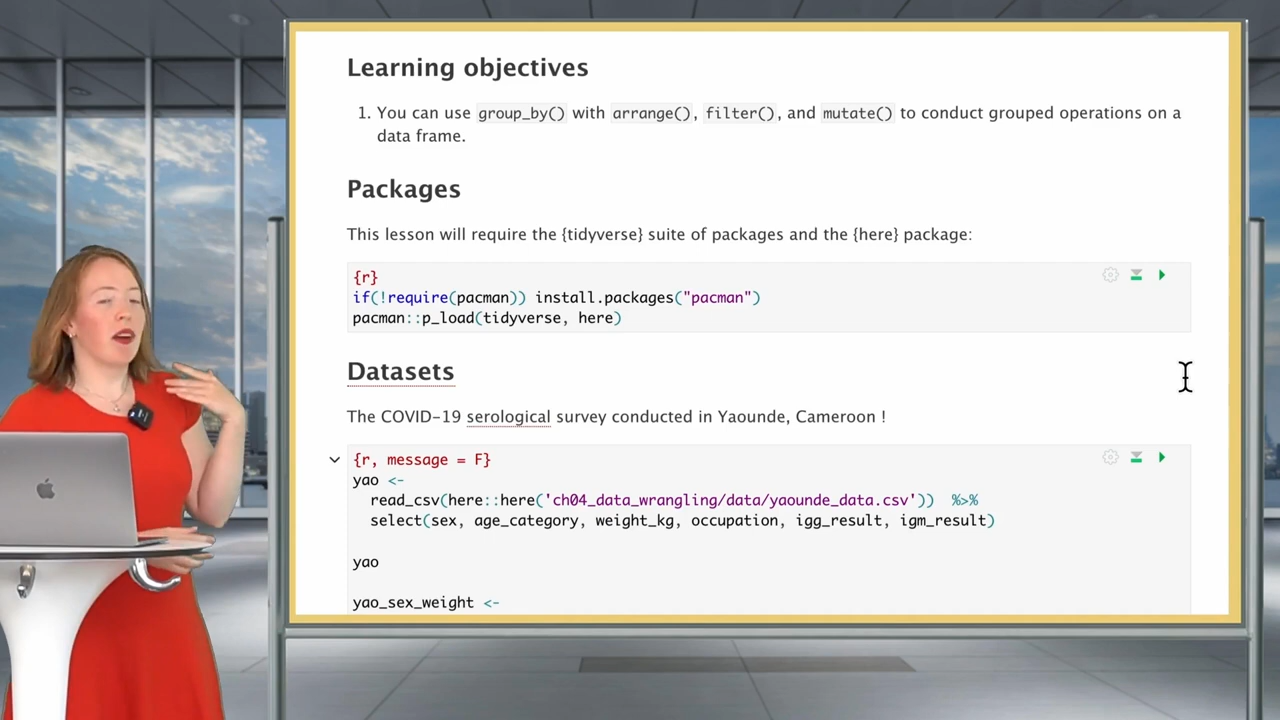 Learning objectives
1. You can use group_by() with arrange(), filter(), and mutate() to conduct grouped operations on a
data frame.
Packages
This lesson will require the {tidyverse} suite of packages and the {here} package:
{r}
if(!require(pacman)) install.packages("pacman")
pacman::p_load(tidyverse, here)
Datasets
The COVID-19 serological survey conducted in Yaounde, Cameroon !
{r, message = F}
yao <-
read_csv(here::here('ch04_data_wrangling/data/yaounde_data.csv')) %>%
select(sex, age_category, weight_kg, occupation, igg_result, igm_result)
yao
yao_sex_weight <-